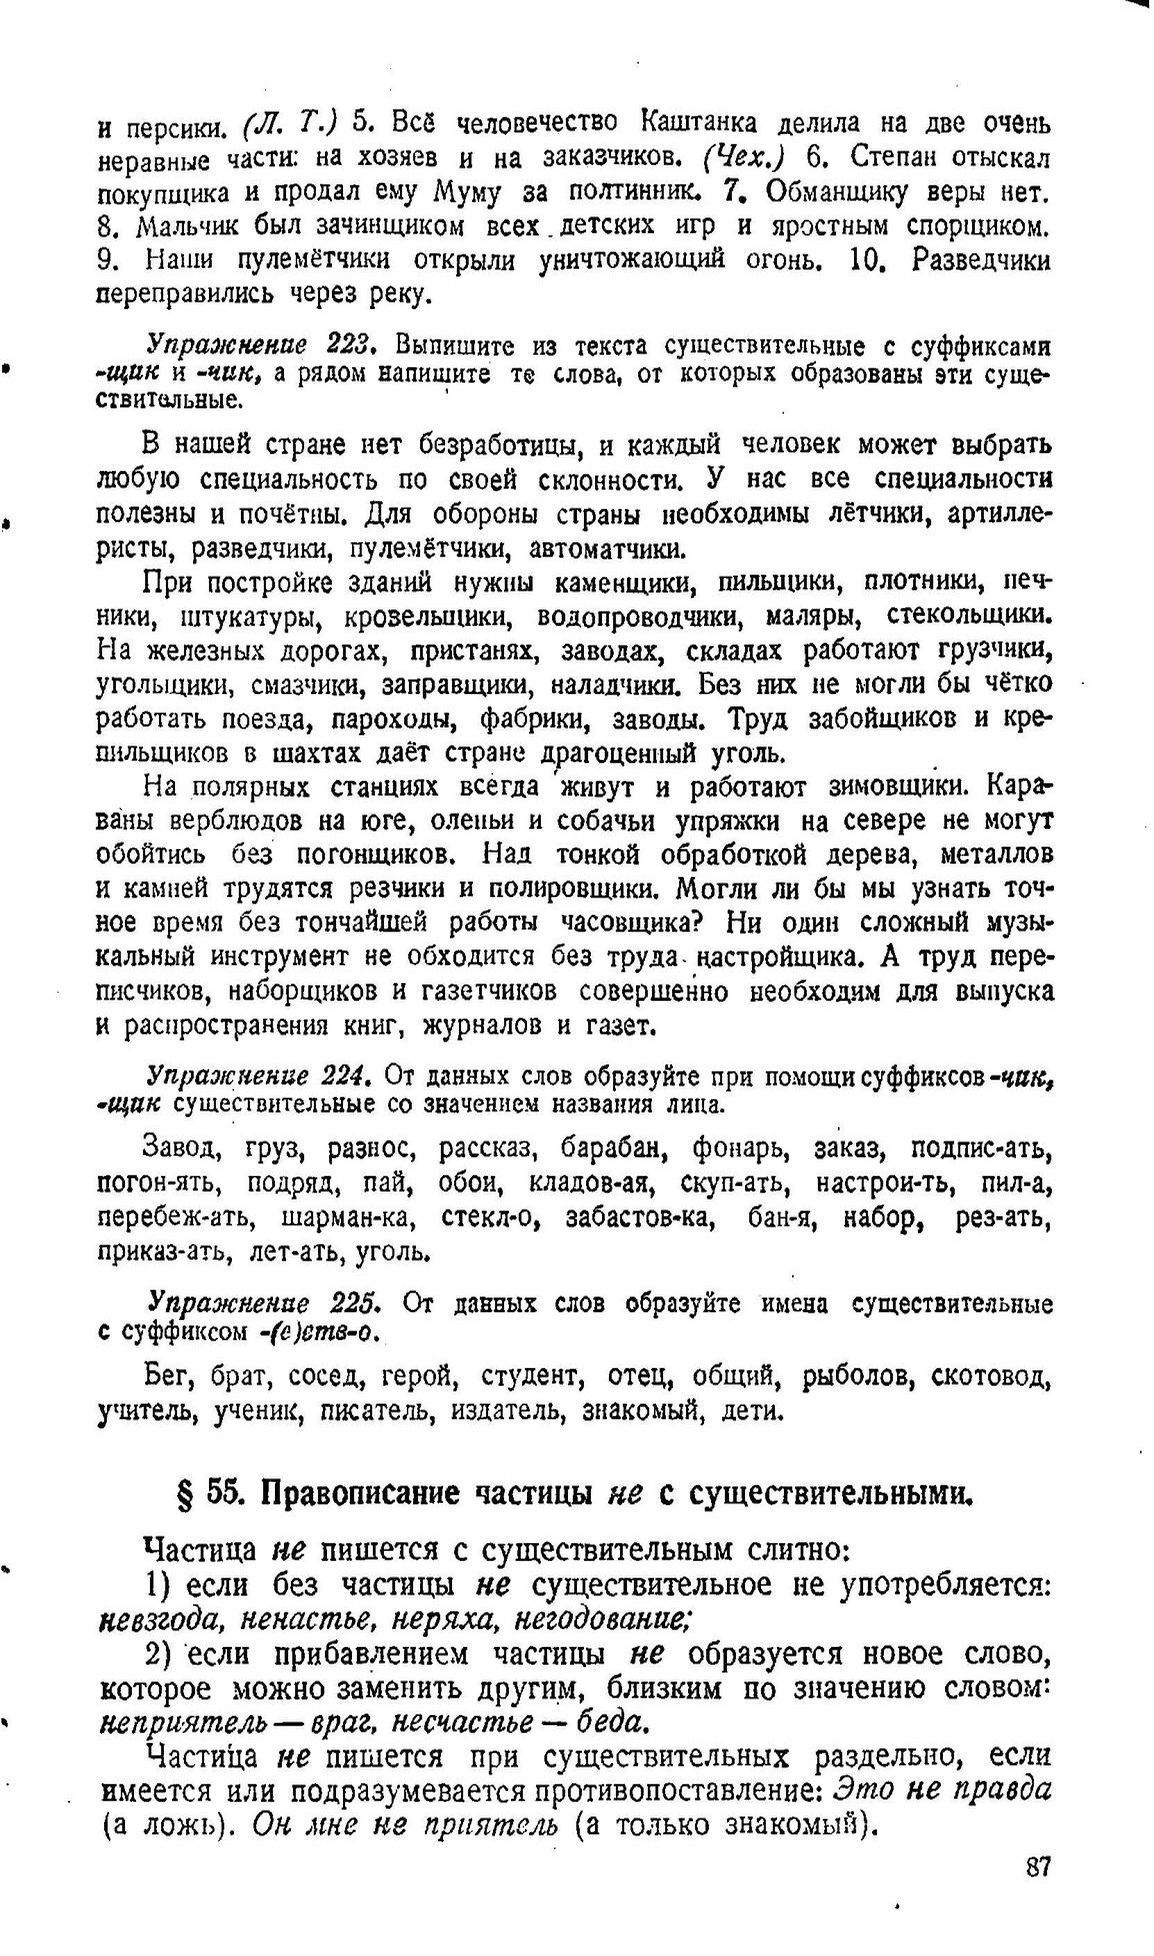 и персики. (Л. Т.) 5. Всё человечество Каштанка делила на две очень
неравные части: на хозяев и на заказчиков. (Чех.) 6. Степан отыскал
покупщика и продал ему Муму за полтинник. 7. Обманщику веры нет.
8. Мальчик был зачинщиком всех детских игр и яростным спорщиком.
9. Наши пулемётчики открыли уничтожающий огонь. 10. Разведчики
переправились через реку.
Упражнение 223. Выпишите из текста существительные с суффиксами
-щик и -чик, а рядом напишите те слова, от которых образованы эти суще-
ствительные.
В нашей стране нет безработицы, и каждый человек может выбрать
любую специальность по своей склонности. У нас все специальности
полезны и почётны. Для обороны страны необходимы лётчики, артилле-
ристы, разведчики, пулемётчики, автоматчики.
При постройке зданий нужны каменщики, пильщики, плотники, печ-
ники, штукатуры, кровельщики, водопроводчики, маляры, стекольщики.
На железных дорогах, пристанях, заводах, складах работают грузчики,
угольщики, смазчики, заправщики, наладчики. Без них не могли бы чётко
работать поезда, пароходы, фабрики, заводы. Труд забойщиков и кре-
пильщиков в шахтах даёт стране драгоценный уголь.
На полярных станциях всегда живут и работают зимовщики. Кара-
ваны верблюдов на юге, оленьи и собачьи упряжки на севере не могут
обойтись без погонщиков. Над тонкой обработкой дерева, металлов
и камней трудятся резчики и полировщики. Могли ли бы мы узнать точ-
ное время без тончайшей работы часовщика? Ни один сложный музы-
кальный инструмент не обходится без труда настройщика. А труд пере-
писчиков, наборщиков и газетчиков совершенно необходим для выпуска
и распространения книг, журналов и газет.
Упражнение 224. От данных слов образуйте при помощи суффиксов -чик,
-щик существительные со значением названия лица.
Завод, груз, разнос, рассказ, барабан, фонарь, заказ, подпис-ать,
погон-ять, подряд, пай, обои, кладов-ая, скуп-ать, настрои-ть, пил-а,
перебеж-ать, шарман-ка, стекл-о, забастов-ка, бан-я, набор, рез-ать,
приказ-ать, лет-ать, уголь.
Упражнение 225. От данных слов образуйте имена существительные
с суффиксом -(е)ств-о.
Бег, брат, сосед, герой, студент, отец, общий, рыболов, скотовод,
учитель, ученик, писатель, издатель, знакомый, дети.
§ 55. Правописание частицы не с существительными.
Частица не пишется с существительным слитно:
1) если без частицы не существительное не употребляется:
невзгода, ненастье, неряха, негодование;
2) если прибавлением частицы не образуется новое слово,
которое можно заменить другим, близким по значению словом:
неприятель — враг, несчастье — беда.
Частица не пишется при существительных раздельно, если
имеется или подразумевается противопоставление: Это не правда
(а ложь). Он мне не приятель (а только знакомый).
87